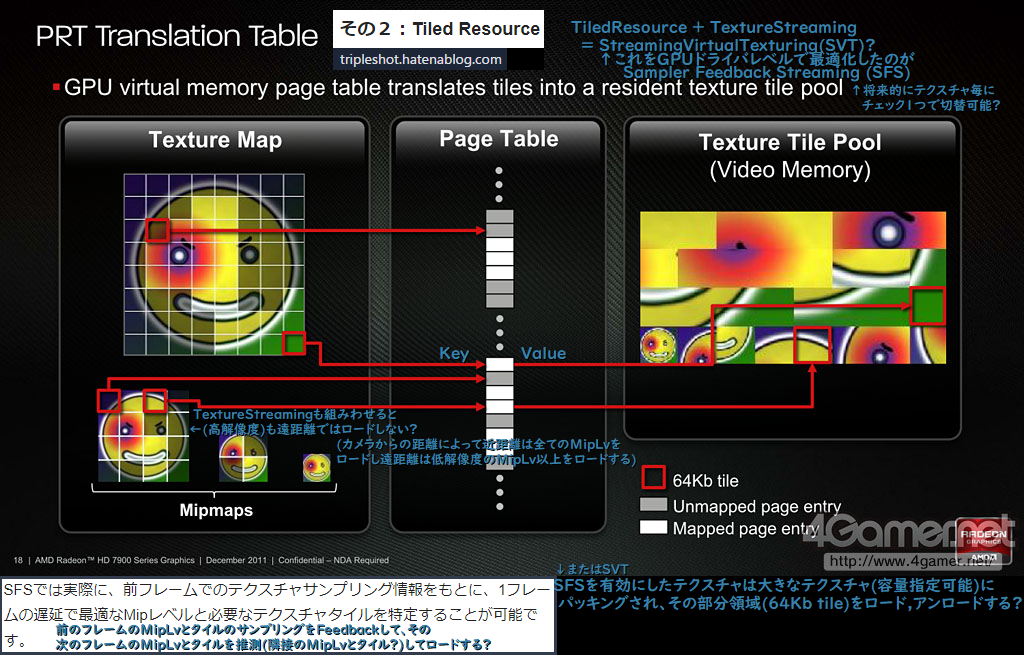 PRT Translation Table
その２：Tiled Resource
tripleshot.hatenablog.com
TiledResource + TextureStreaming
= StreamingVirtualTexturing(SVT)?
↑これをGPUドライバレベルで最適化したのが
Sampler Feedback Streaming (SFS)
↑将来的にテクスチャ毎に
チェック1つで切替可能?
GPU virtual memory page table translates tiles into a resident texture tile pool
Texture Map
Page Table
Texture Tile Pool
(Video Memory)
Key
Value
TextureStreamingも組みわせると
←(高解像度)も遠距離ではロードしない?
(カメラからの距離によって近距離は全てのMipLvを
ロードし遠距離は低解像度のMipLv以上をロードする)
Mipmaps
64Kb tile
Unmapped page entry
Mapped page entry
4Gamer.net
http://www.4gamer.net/
RADEON
GRAPHICS
AMD
18 | AMD Radeon™ HD 7900 Series Graphics | December 2011 | Confidential – NDA Required
SFSでは実際に、前フレームでのテクスチャサンプリング情報をもとに、1フレー
ムの遅延で最適なMipレベルと必要なテクスチャタイルを特定することが可能で
す。
前のフレームのMipLvとタイルのサンプリングをFeedbackして､その
次のフレームのMipLvとタイルを推測(隣接のMipLvとタイル?)してロードする?
↓またはSVT
SFSを有効にしたテクスチャは大きなテクスチャ(容量指定可能)に
パッキングされ､その部分領域(64Kb tile)をロード,アンロードする?